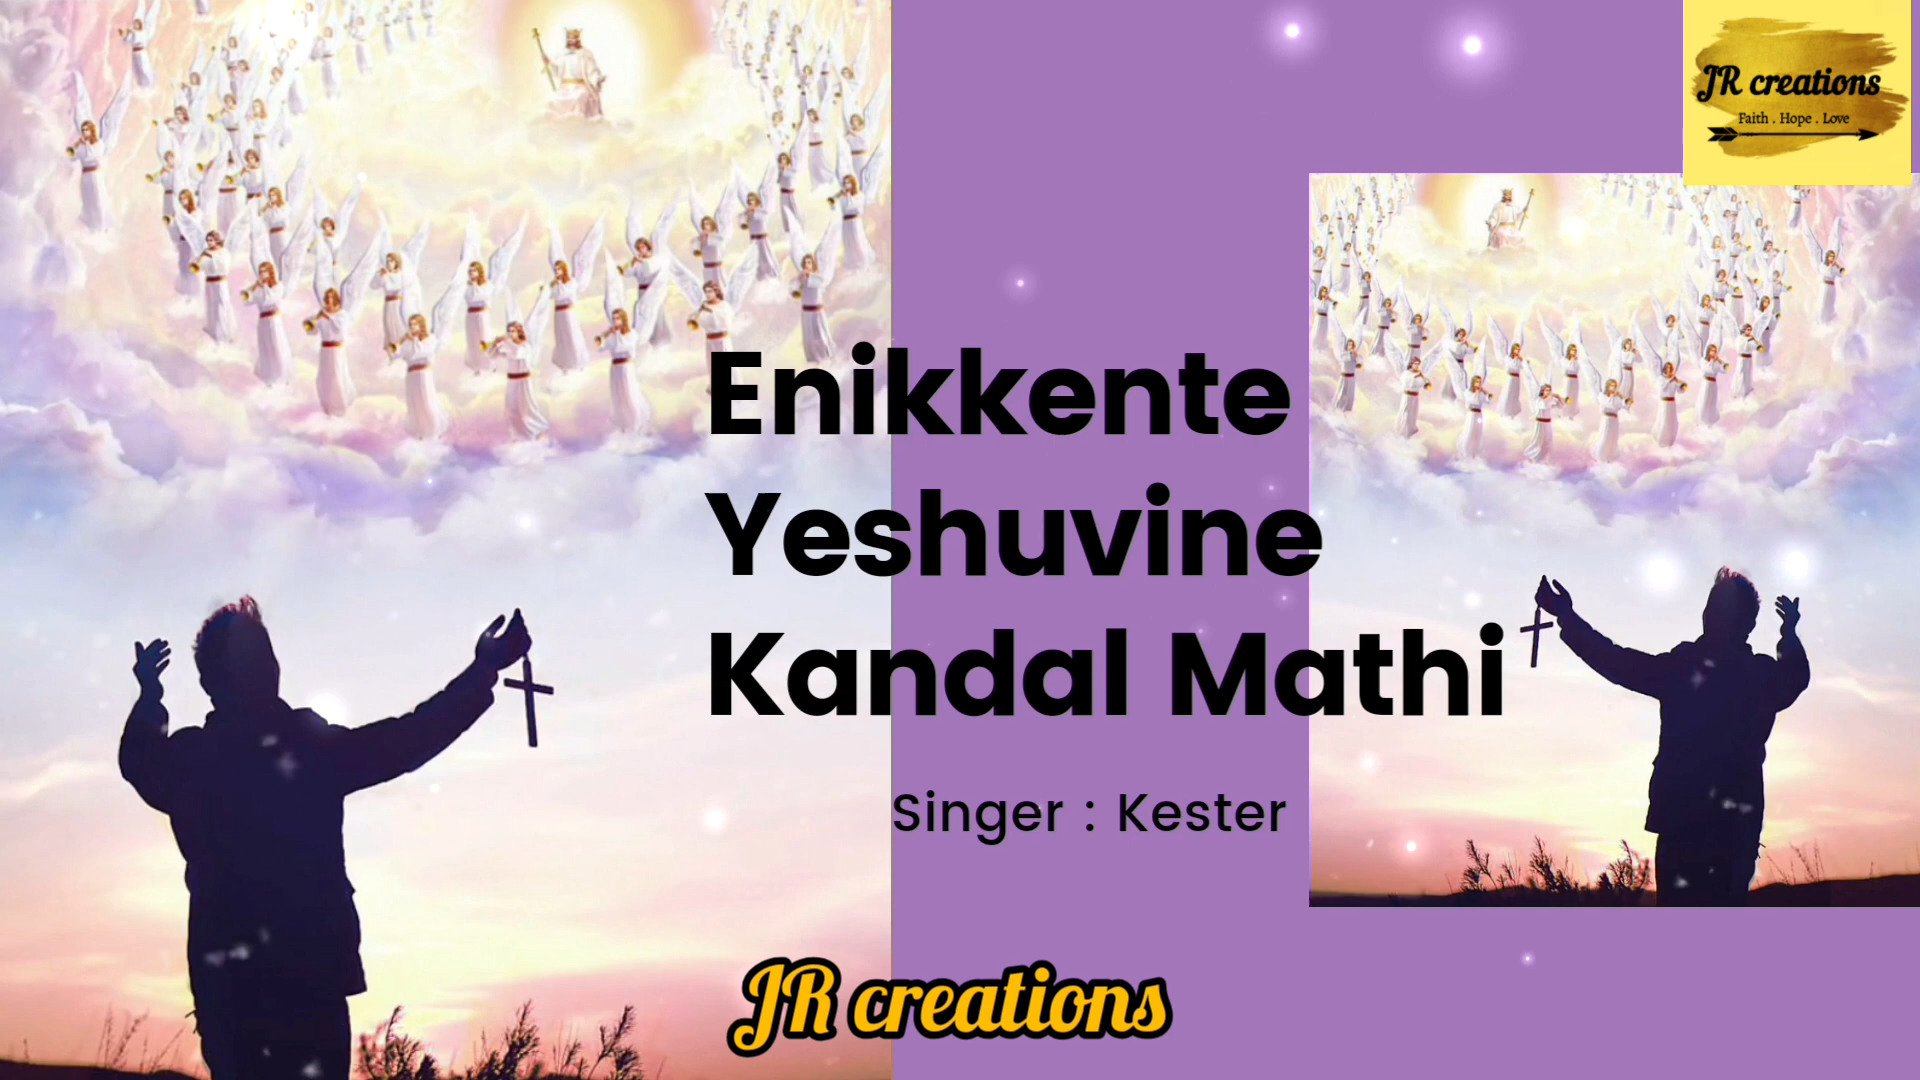 JR creations
Faith . Hope . Love
Enikkente
Yeshuvine
Kandal Mathi
Singer : Kester
JR creations